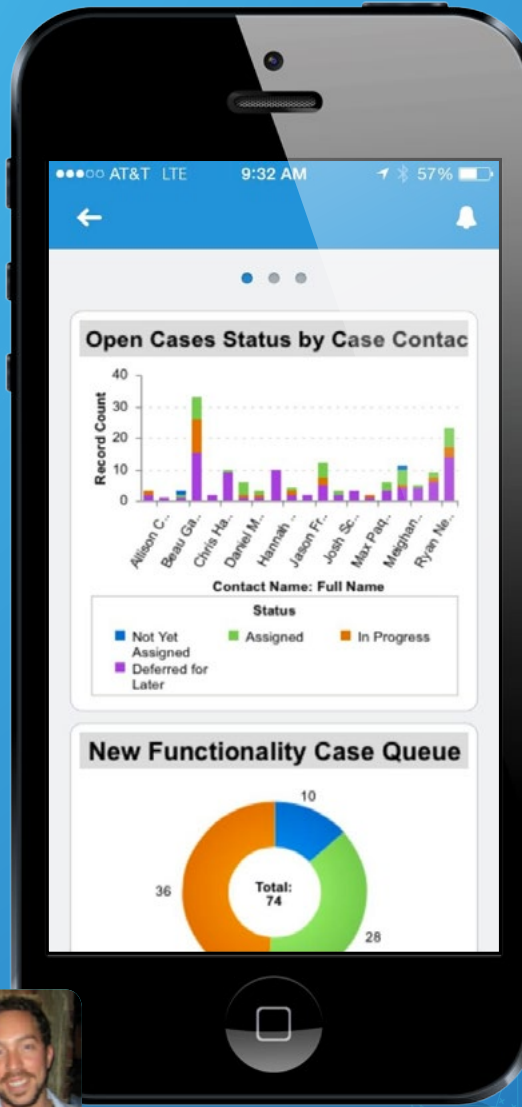 AT&T LTE 9:32 AM 57%
Open Cases Status by Case Contac
Record Count
40
30
20
10
0
Allison C..
Beau Ga..
Chris Ha..
Daniel M..
Hannah ..
Jason Fr..
Josh Sc..
Max Paq..
Meighan..
Ryan Ne..
Contact Name: Full Name
Status
Not Yet
Assigned
Assigned
In Progress
Deferred for
Later
New Functionality Case Queue
10
36
Total:
74
28